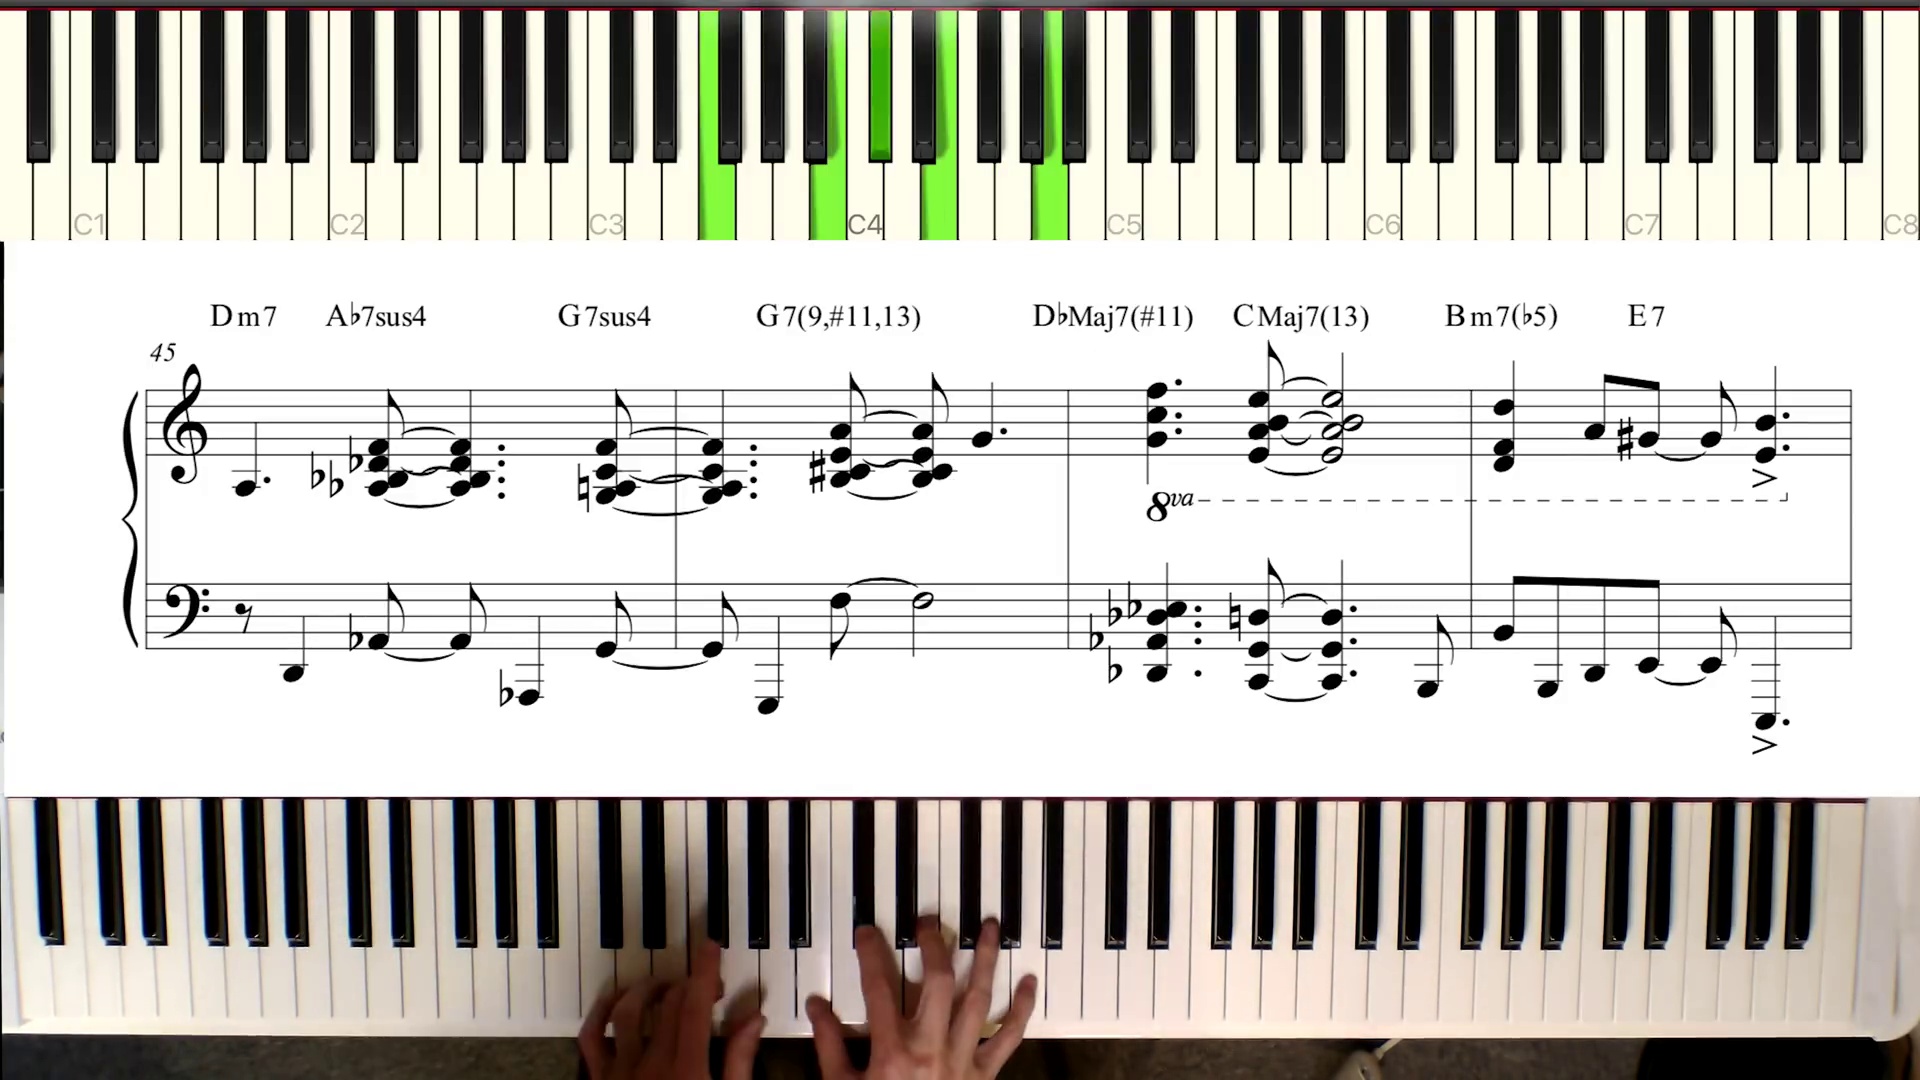 C1 C2 C3 C4 C5 C6 C7 C8
Dm7 A♭7sus4 G7sus4 G7(9,#11,13) D♭Maj7(#11) CMaj7(13) Bm7(♭5) E7
45
8va